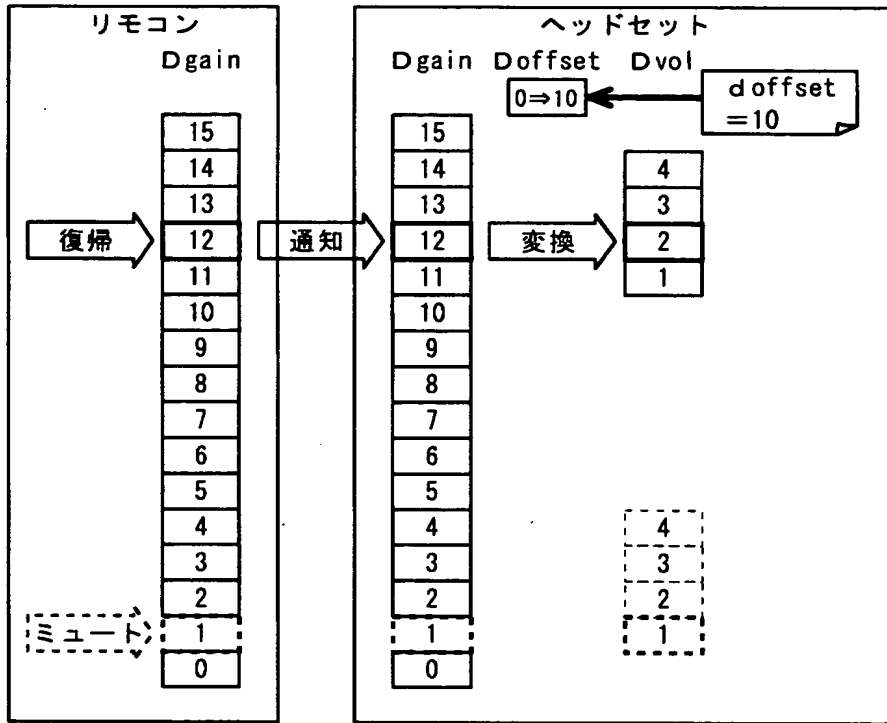 リモコン ヘッドセット
Dgain Dgain Doffset Dvol
0⇒10 doffset
=10
15 15
14 14 4
13 13 3
復帰 12 通知 12 変換 2
11 11 1
10 10
9 9
8 8
7 7
6 6
5 5
4 4 4
3 3 3
2 2 2
ミュート 1 1 1
0 0